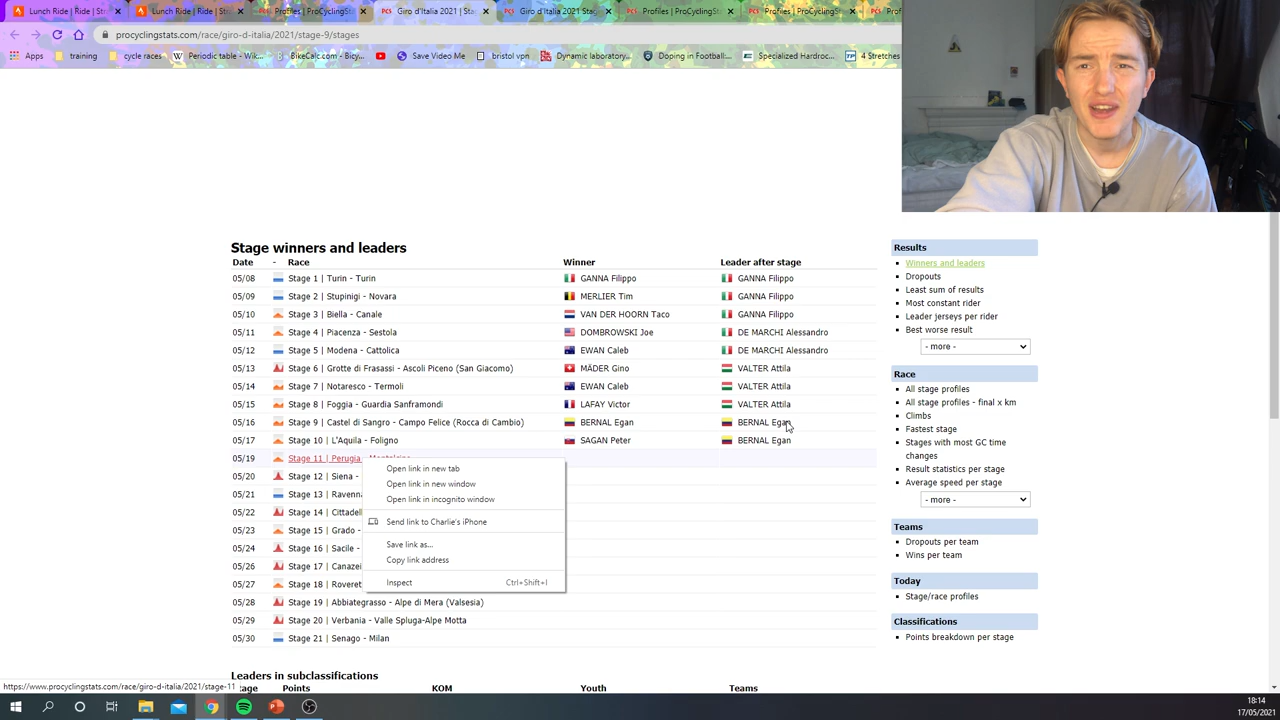 Lunch Ride | Ride | St
Lunch Ride | Ride | St
Profiles | ProCyclingSt
Giro d'Italia 2021 | St
Giro d'Italia 2021 Stag
Profiles | ProCyclingSt
Profiles | ProCyclingSt
Prof
procyclingstats.com/race/giro-d-italia/2021/stage-9/stages
Apps
training
cycle races
Periodic table - Wik...
BikeCalc.com - Bicy...
Save Video Me
bristol vpn
Dynamic laboratory...
Doping in Football:...
Specialized Hardroc...
4 Stretches
Stage winners and leaders
Date - Race Winner Leader after stage
05/08 Stage 1 | Turin - Turin GANNA Filippo GANNA Filippo
05/09 Stage 2 | Stupinigi - Novara MERLIER Tim GANNA Filippo
05/10 Stage 3 | Biella - Canale VAN DER HOORN Taco GANNA Filippo
05/11 Stage 4 | Piacenza - Sestola DOMBROWSKI Joe DE MARCHI Alessandro
05/12 Stage 5 | Modena - Cattolica EWAN Caleb DE MARCHI Alessandro
05/13 Stage 6 | Grotte di Frasassi - Ascoli Piceno (San Giacomo) MÄDER Gino VALTER Attila
05/14 Stage 7 | Notaresco - Termoli EWAN Caleb VALTER Attila
05/15 Stage 8 | Foggia - Guardia Sanframondi LAFAY Victor VALTER Attila
05/16 Stage 9 | Castel di Sangro - Campo Felice (Rocca di Cambio) BERNAL Egan BERNAL Egan
05/17 Stage 10 | L'Aquila - Foligno SAGAN Peter BERNAL Egan
05/19 Stage 11 | Perugia - Montalcino
05/20 Stage 12 | Siena -
05/21 Stage 13 | Ravenn
05/22 Stage 14 | Cittadell
05/23 Stage 15 | Grado -
05/24 Stage 16 | Sacile -
05/26 Stage 17 | Canazei
05/27 Stage 18 | Roveret
05/28 Stage 19 | Abbiategrasso - Alpe di Mera (Valsesia)
05/29 Stage 20 | Verbania - Valle Spluga-Alpe Motta
05/30 Stage 21 | Senago - Milan
Open link in new tab
Open link in new window
Open link in incognito window
Send link to Charlie's iPhone
Save link as...
Copy link address
Inspect Ctrl+Shift+I
Leaders in subclassifications
Stage Points KOM Youth Teams
Results
Winners and leaders
Dropouts
Least sum of results
Most constant rider
Leader jerseys per rider
Best worse result
- more -
Race
All stage profiles
All stage profiles - final x km
Climbs
Fastest stage
Stages with most GC time
changes
Result statistics per stage
Average speed per stage
- more -
Teams
Dropouts per team
Wins per team
Today
Stage/race profiles
Classifications
Points breakdown per stage
https://www.procyclingstats.com/race/giro-d-italia/2021/stage-11
18:14
17/05/2021